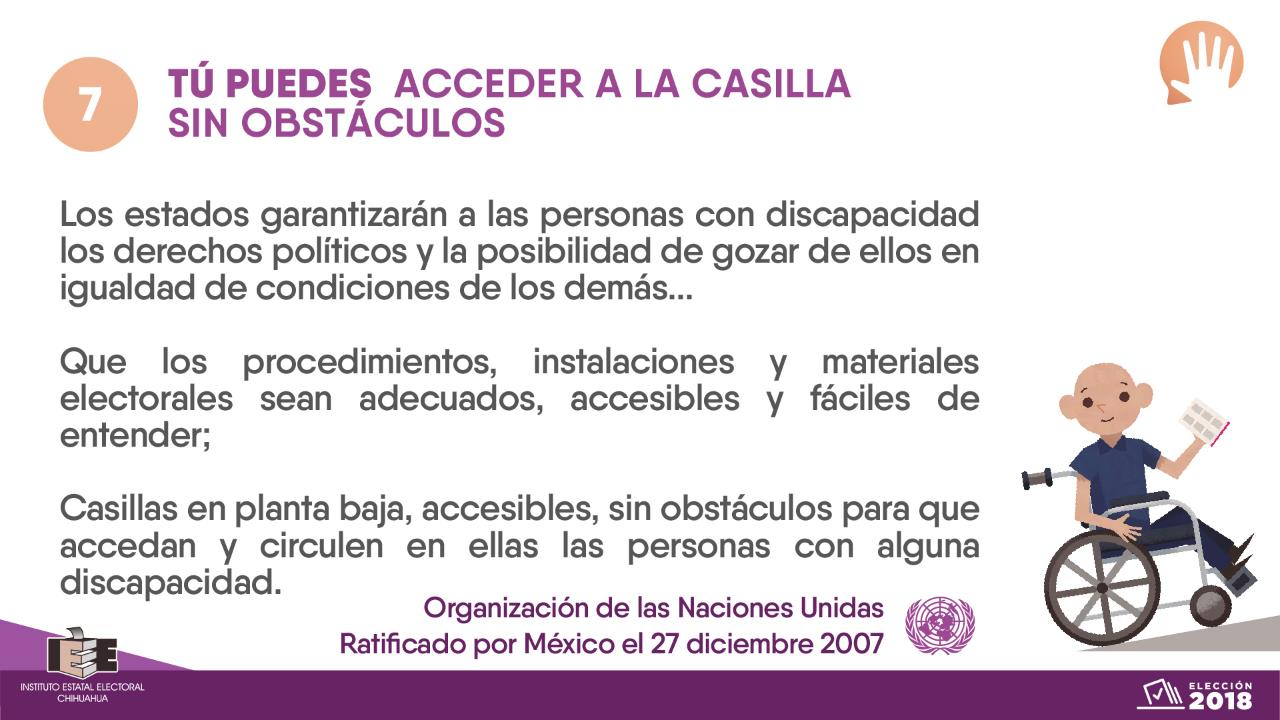 7
TÚ PUEDES ACCEDER A LA CASILLA
SIN OBSTÁCULOS
Los estados garantizarán a las personas con discapacidad
los derechos políticos y la posibilidad de gozar de ellos en
igualdad de condiciones de los demás...
Que los procedimientos, instalaciones y materiales
electorales sean adecuados, accesibles y fáciles de
entender;
Casillas en planta baja, accesibles, sin obstáculos para que
accedan y circulen en ellas las personas con alguna
discapacidad.
Organización de las Naciones Unidas
Ratificado por México el 27 diciembre 2007
IEE
INSTITUTO ESTATAL ELECTORAL
CHIHUAHUA
ELECCIÓN
2018